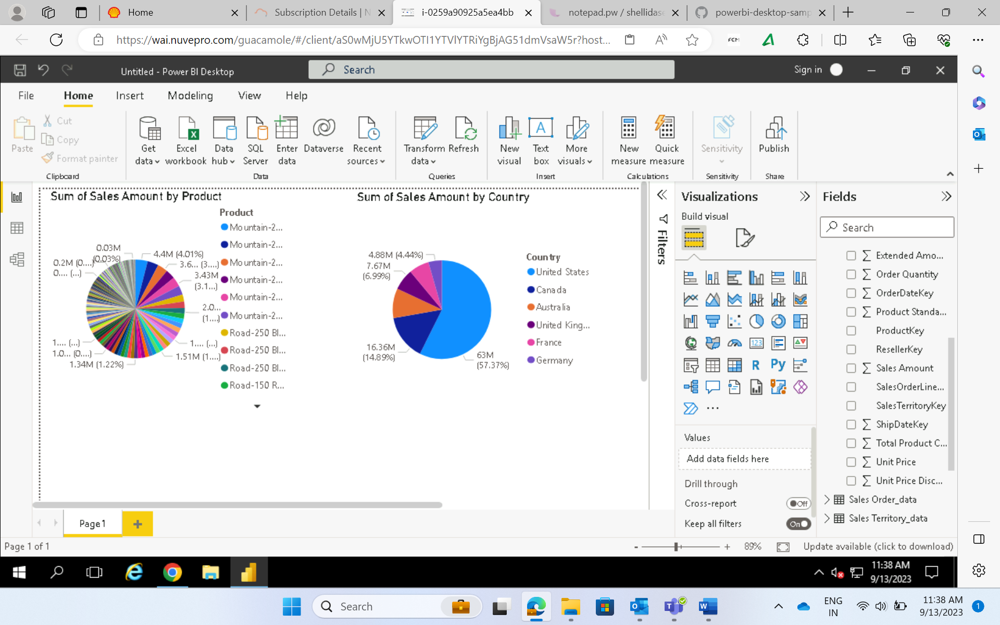 Home
Subscription Details | N
i-0259a90925a5ea4bb
notepad.pw / shellidase
powerbi-desktop-samp
https://wai.nuvepro.com/guacamole/#/client/aS0wMjU5YTkwOTI1YTVlYTRiYgBjAG51dmVsaW5r?host...
FCM
Untitled - Power BI Desktop
Search
Sign in
File
Home
Insert
Modeling
View
Help
Paste
Cut
Copy
Format painter
Clipboard
Get
data
Excel
workbook
Data
hub
SQL
Server
Enter
data
Dataverse
Recent
sources
Data
Transform
data
Refresh
Queries
New
visual
Text
box
More
visuals
Insert
New
measure
Quick
measure
Calculations
Sensitivity
Sensitivity
Publish
Share
Sum of Sales Amount by Product
Product
Mountain-2...
Mountain-2...
Mountain-2...
Mountain-2...
Mountain-2...
Mountain-2...
Road-250 Bl...
Road-250 Bl...
Road-250 Bl...
Road-150 R...
0.03M
(0.03%)
4.4M (4.01%)
0.2M (0....)
3.6... (3....)
0.... (...)
3.43M
(3.1...)
2.0...
(1....)
1.... (...)
1.... (...)
1.0... (0....)
1.51M (1....)
1.34M (1.22%)
Sum of Sales Amount by Country
4.88M (4.44%)
7.67M
(6.99%)
16.36M
(14.89%)
63M
(57.37%)
Country
United States
Canada
Australia
United King...
France
Germany
Filters
Visualizations
Build visual
123
R
Py
Values
Add data fields here
Drill through
Cross-report
Off
Keep all filters
On
Fields
Search
Extended Amo...
Order Quantity
OrderDateKey
Product Standa...
ProductKey
ResellerKey
Sales Amount
SalesOrderLine...
SalesTerritoryKey
ShipDateKey
Total Product C...
Unit Price
Unit Price Disc...
Sales Order_data
Sales Territory_data
Page 1
Page 1 of 1
89%
Update available (click to download)
11:38 AM
9/13/2023
Search
ENG
IN
11:38 AM
9/13/2023
1